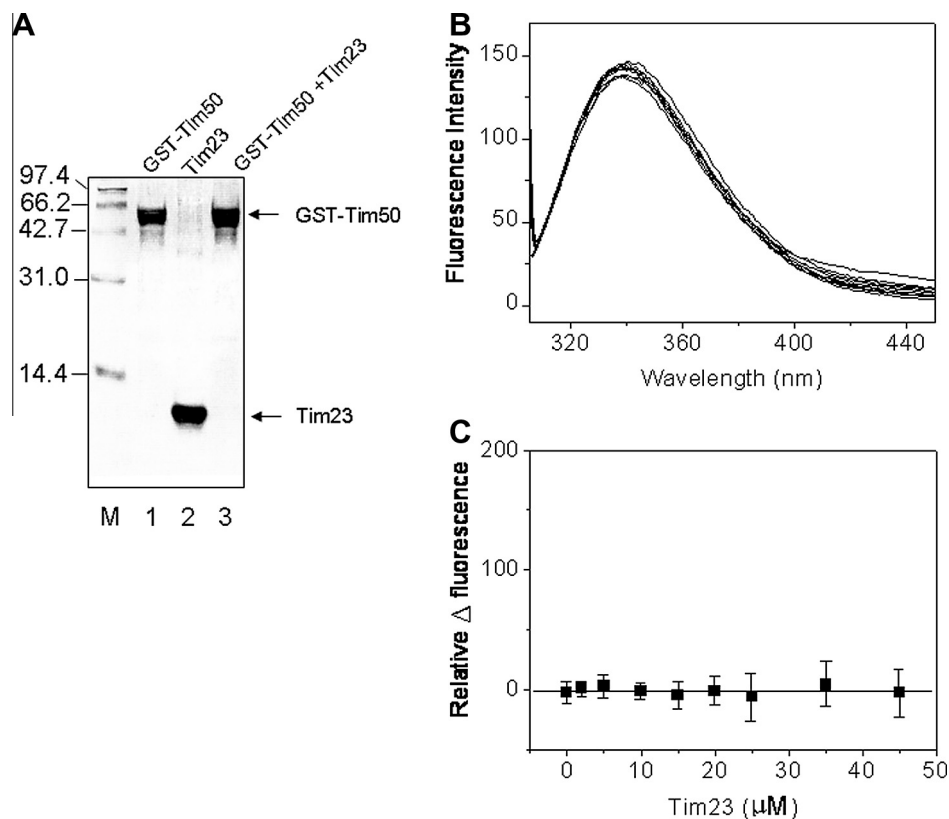 A
GST-Tim50
Tim23
GST-Tim50 +Tim23
97.4
66.2
42.7
31.0
14.4
GST-Tim50
Tim23
M 1 2 3
B
Fluorescence Intensity
150
100
50
0
320 360 400 440
Wavelength (nm)
C
Relative Δ fluorescence
200
100
0
0 10 20 30 40 50
Tim23 (μM)